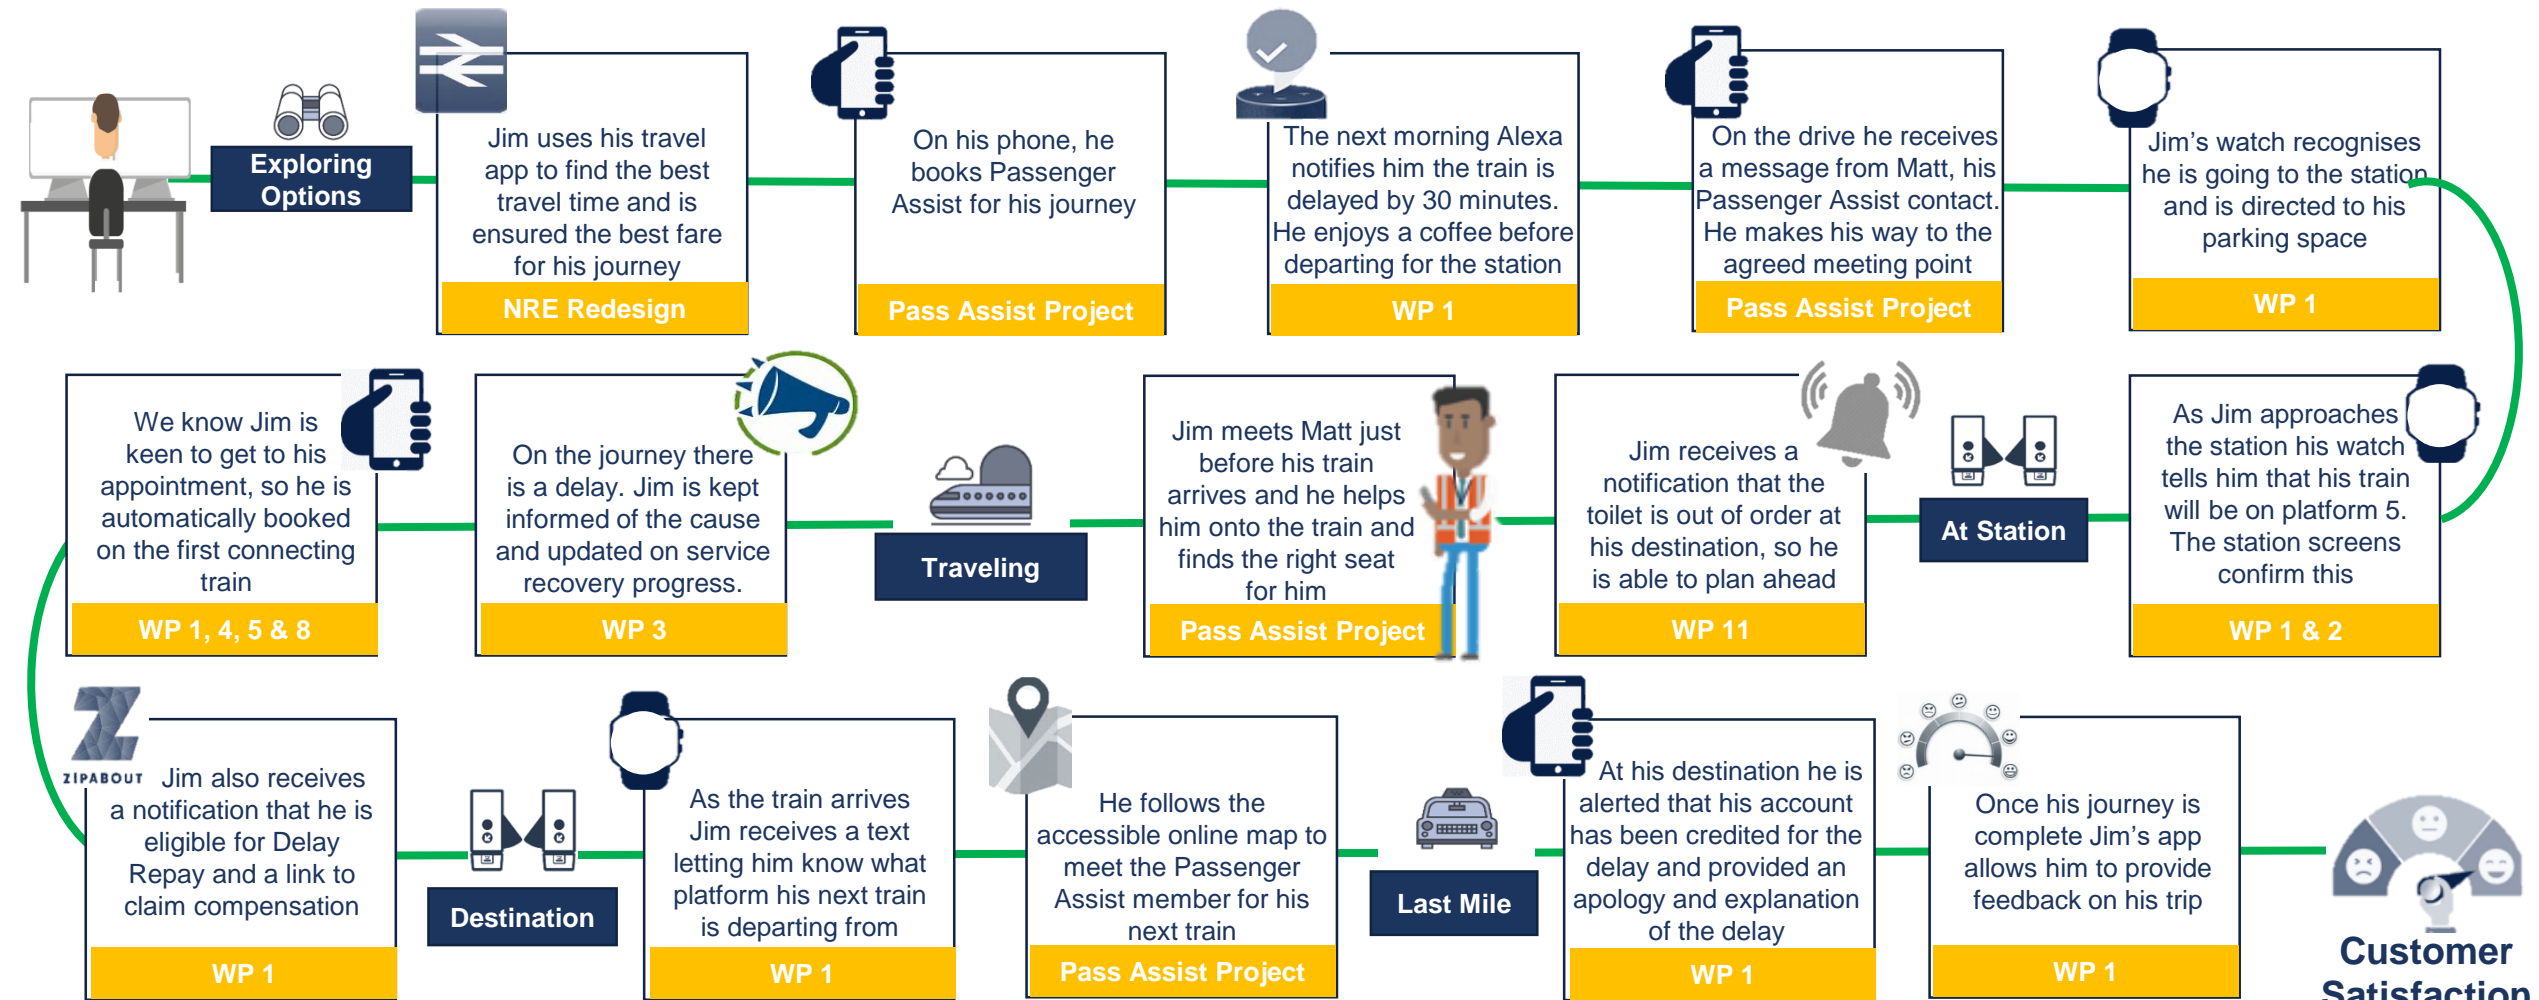 Exploring
Options
Jim uses his travel
app to find the best
travel time and is
ensured the best fare
for his journey
NRE Redesign
On his phone, he
books Passenger
Assist for his journey
Pass Assist Project
The next morning Alexa
notifies him the train is
delayed by 30 minutes.
He enjoys a coffee before
departing for the station
WP 1
On the drive he receives
a message from Matt, his
Passenger Assist contact.
He makes his way to the
agreed meeting point
Pass Assist Project
Jim's watch recognises
he is going to the station
and is directed to his
parking space
WP 1
As Jim approaches
the station his watch
tells him that his train
will be on platform 5.
The station screens
confirm this
WP 1 & 2
At Station
Jim receives a
notification that the
toilet is out of order at
his destination, so he
is able to plan ahead
WP 11
Jim meets Matt just
before his train
arrives and he helps
him onto the train and
finds the right seat
for him
Pass Assist Project
Traveling
On the journey there
is a delay. Jim is kept
informed of the cause
and updated on service
recovery progress.
WP 3
We know Jim is
keen to get to his
appointment, so he is
automatically booked
on the first connecting
train
WP 1, 4, 5 & 8
ZIPABOUT
Jim also receives
a notification that he is
eligible for Delay
Repay and a link to
claim compensation
WP 1
Destination
As the train arrives
Jim receives a text
letting him know what
platform his next train
is departing from
WP 1
He follows the
accessible online map to
meet the Passenger
Assist member for his
next train
Pass Assist Project
Last Mile
At his destination he is
alerted that his account
has been credited for the
delay and provided an
apology and explanation
of the delay
WP 1
Once his journey is
complete Jim's app
allows him to provide
feedback on his trip
WP 1
Customer
Satisfaction